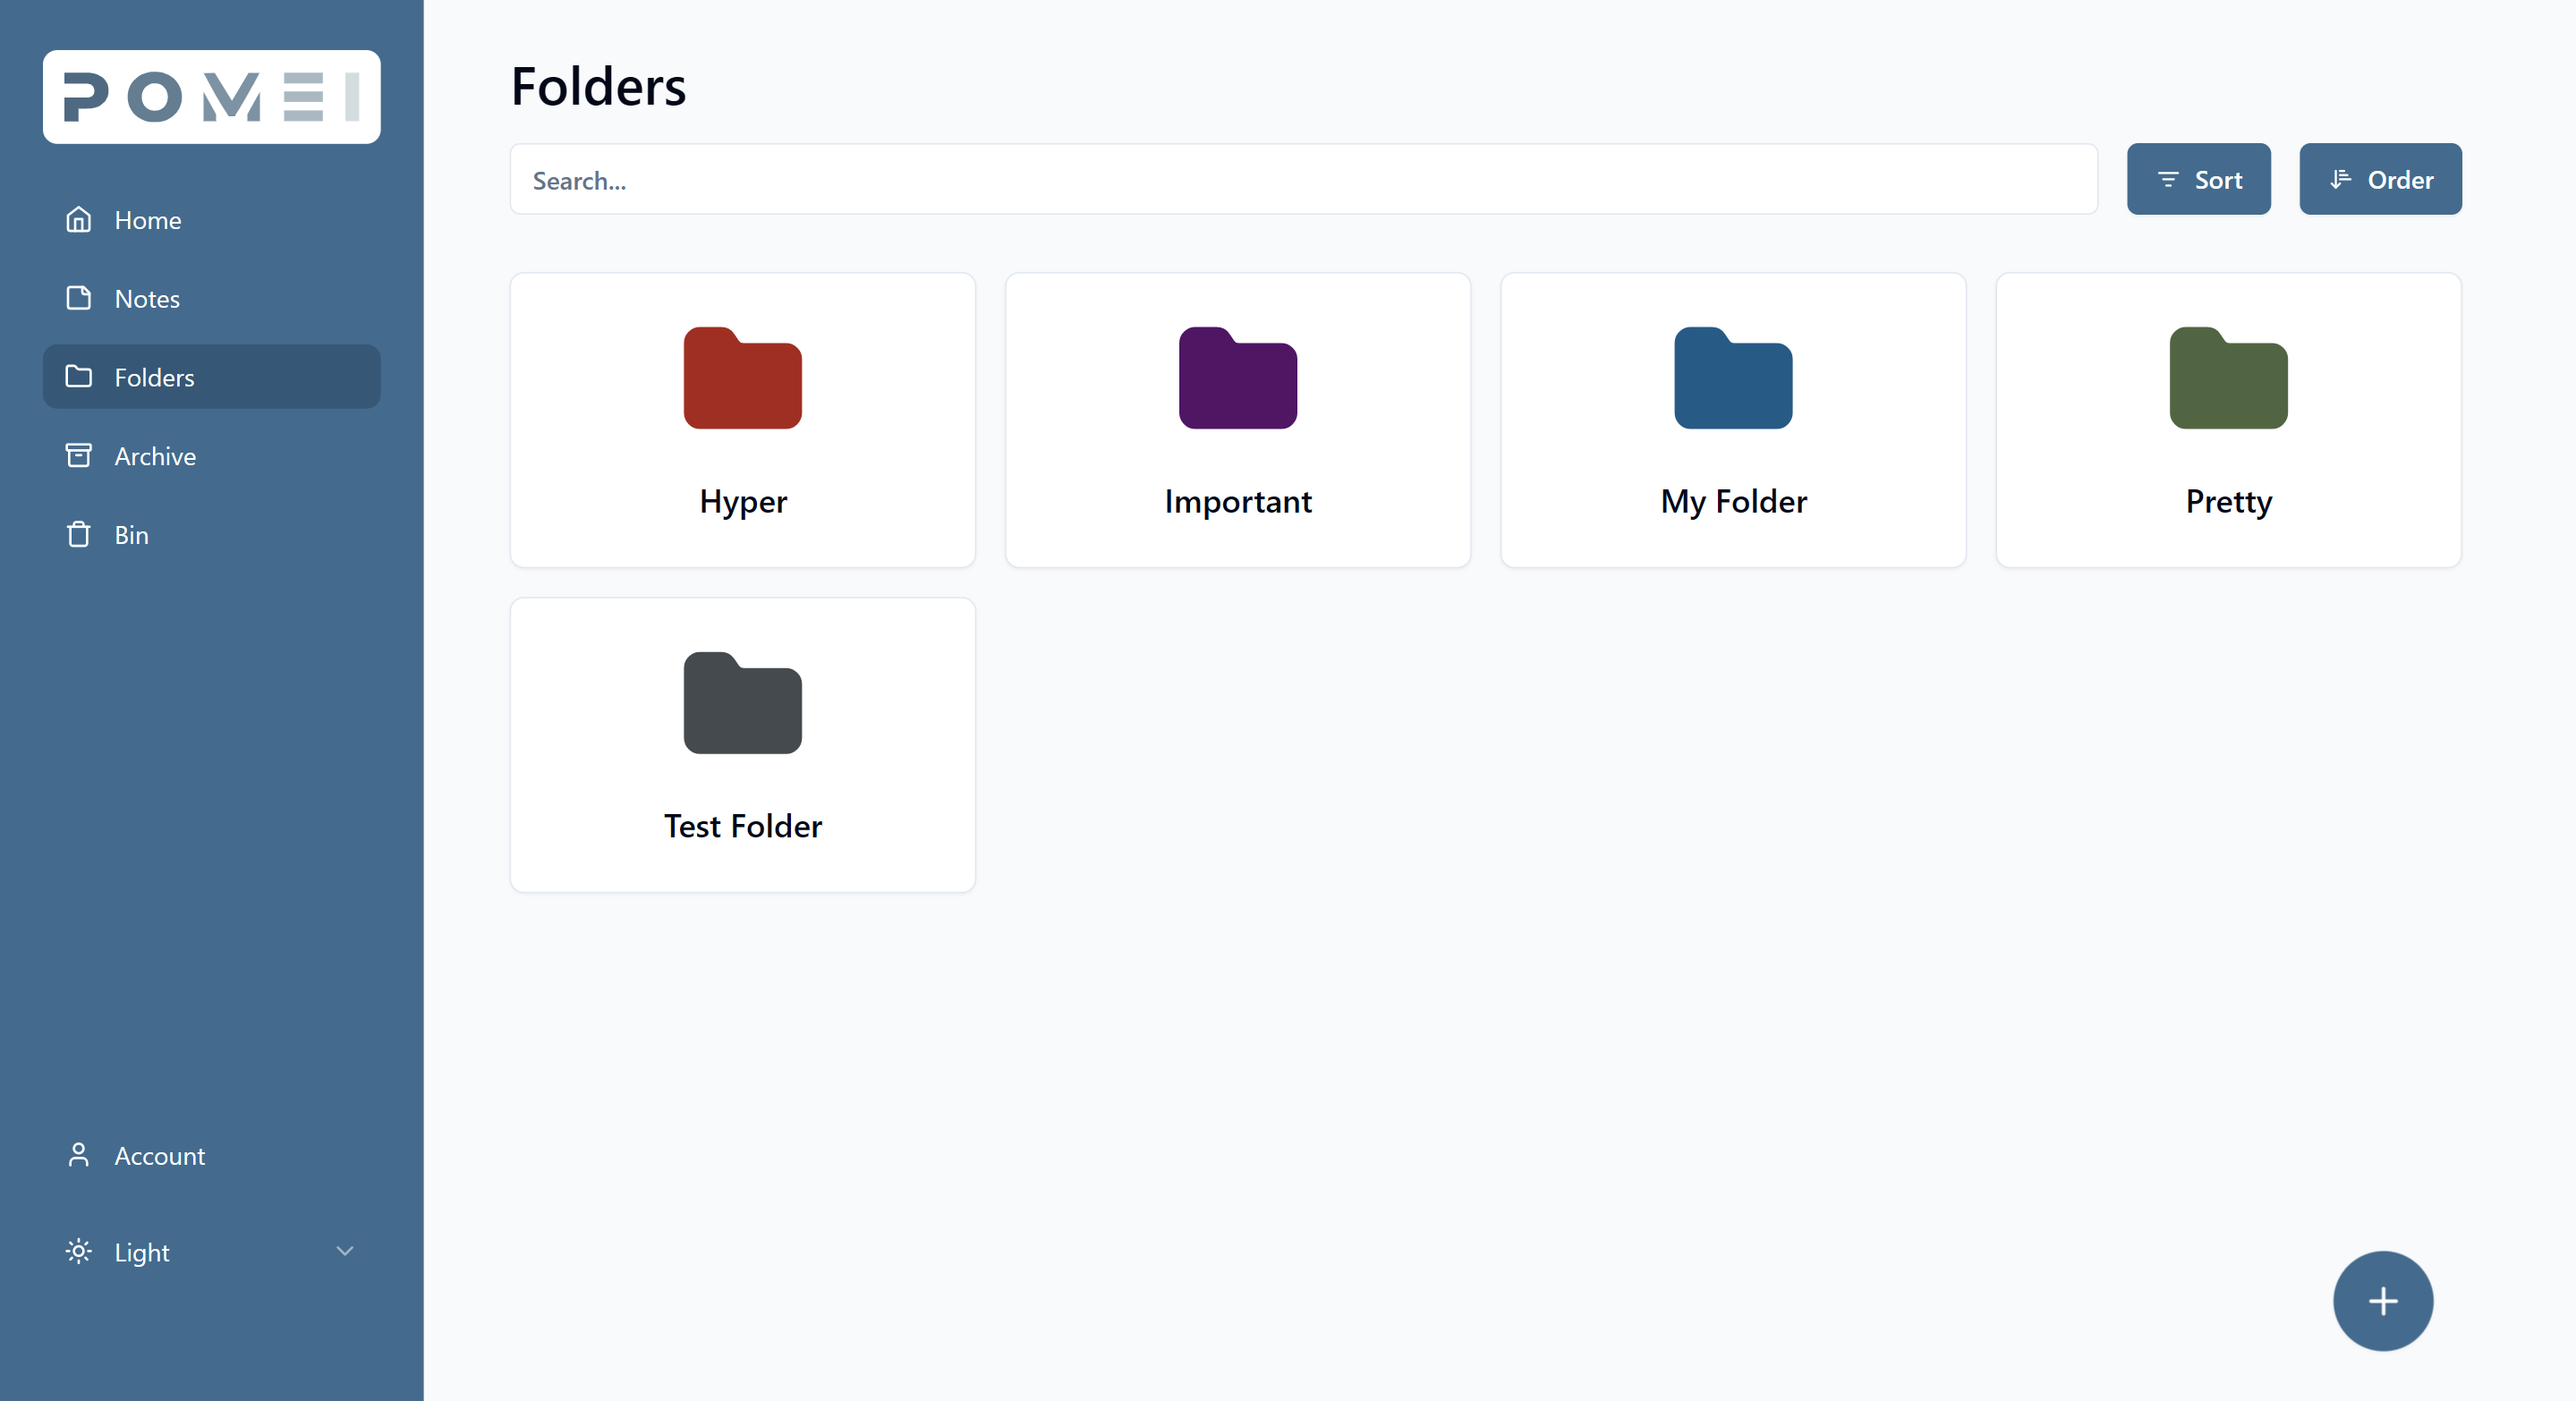 POMEI
Home
Notes
Folders
Archive
Bin
Account
Light
Folders
Search...
Sort
Order
Hyper
Important
My Folder
Pretty
Test Folder